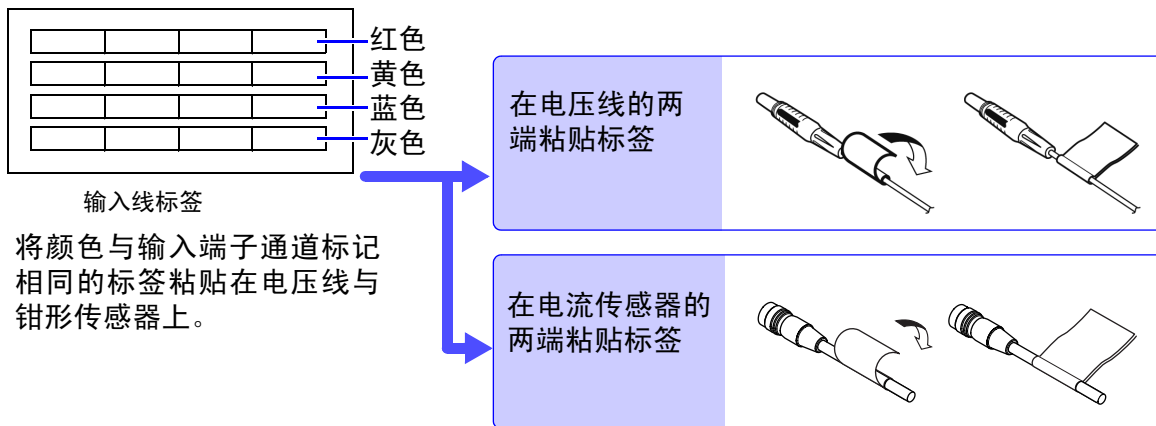 红色
黄色
蓝色
灰色
输入线标签
将颜色与输入端子通道标记
相同的标签粘贴在电压线与
钳形传感器上。
在电压线的两
端粘贴标签
在电流传感器的
两端粘贴标签